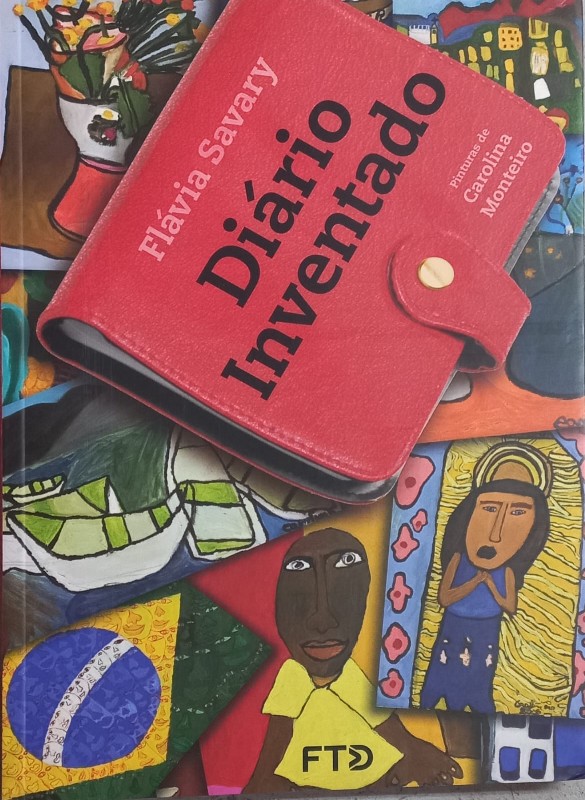 Flávia Savary
Diário
Inventado
Pinturas de
Carolina
Monteiro
FTD